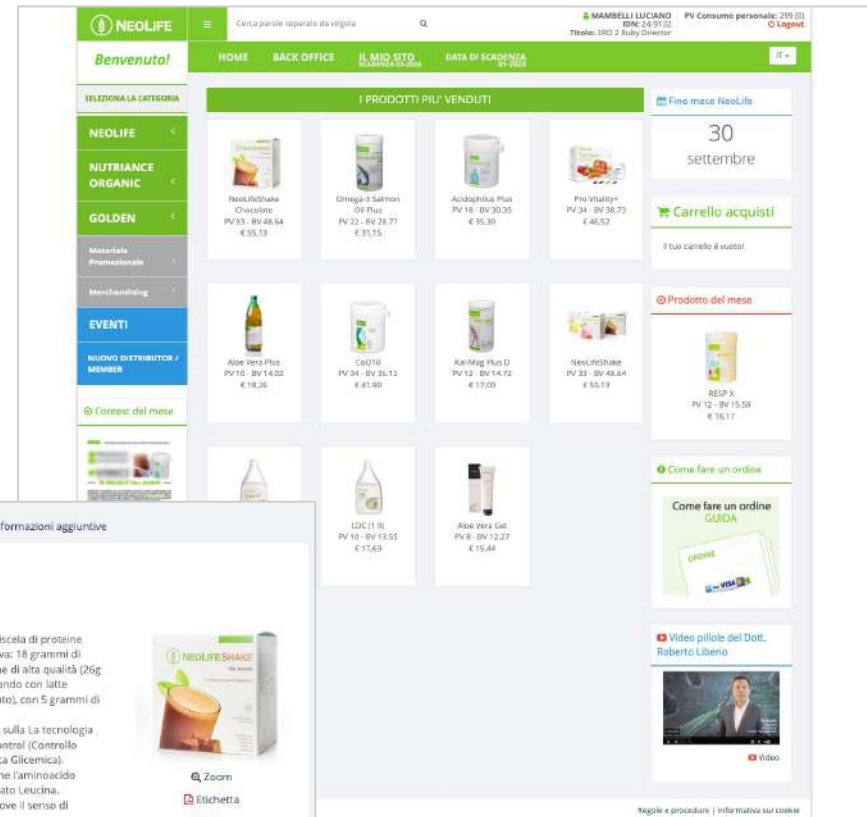 NEOLIFE
Cerca parole separate da virgola
MAMBELLI LUCIANO
IDN: 24-9132
Titolo: 3RD 2 Ruby Director
PV Consumo personale: 299 (0)
Logout
Benvenuto!
HOME
BACK OFFICE
IL MIO SITO
SCADENZA 03-2024
DATA DI SCADENZA
01-2023
IT
SELEZIONA LA CATEGORIA
NEOLIFE
NUTRIANCE
ORGANIC
GOLDEN
Materiale
Promozionale
Merchandising
EVENTI
NUOVO DISTRIBUTOR /
MEMBER
Contest del mese
I PRODOTTI PIU' VENDUTI
NeoLifeShake
Chocolate
PV 33 - BV 48.64
€ 55,13
Omega-3 Salmon
Oil Plus
PV 22 - BV 28.77
€ 31,15
Acidophilus Plus
PV 18 - BV 30.35
€ 35,30
Pro Vitality+
PV 34 - BV 38.73
€ 46,52
Aloe Vera Plus
PV 10 - BV 14.02
€ 18,26
CoQ10
PV 34 - BV 36.12
€ 41,90
Kal-Mag Plus D
PV 12 - BV 14.72
€ 17,00
NeoLifeShake
PV 33 - BV 48.64
€ 55,13
LDC (1 lt)
PV 10 - BV 13.55
€ 17,63
Aloe Vera Gel
PV 8 - BV 12.27
€ 15,44
Fine mese NeoLife
30
settembre
Carrello acquisti
Il tuo carrello è vuoto!
Prodotto del mese
RESP X
PV 12 - BV 15.59
€ 18,17
Come fare un ordine
Come fare un ordine
GUIDA
ORDINE
VISA
Video pillole del Dott.
Roberto Liberio
Video
Regole e procedure | Informativa sui cookie
formazioni aggiuntive
iscela di proteine
va: 18 grammi di
e di alta qualità (26g
ando con latte
ato), con 5 grammi di
sulla La tecnologia
ontrol (Controllo
ta Glicemica).
ne l'aminoacido
ato Leucina.
ove il senso di
NEOLIFESHAKE
Zoom
Etichetta